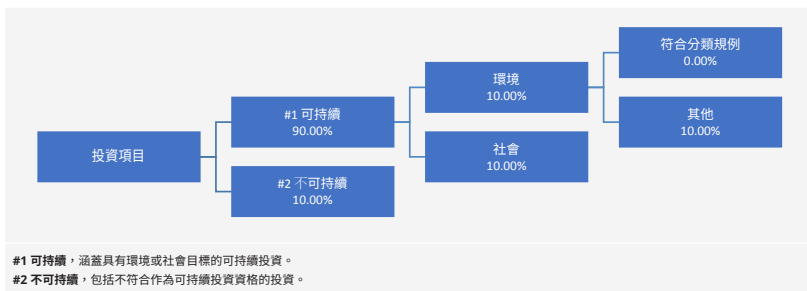 符合分類規例
0.00%
環境
10.00%
#1 可持續
90.00%
其他
10.00%
投資項目
社會
10.00%
#2 不可持續
10.00%
#1 可持續，涵蓋具有環境或社會目標的可持續投資。
#2 不可持續，包括不符合作為可持續投資資格的投資。